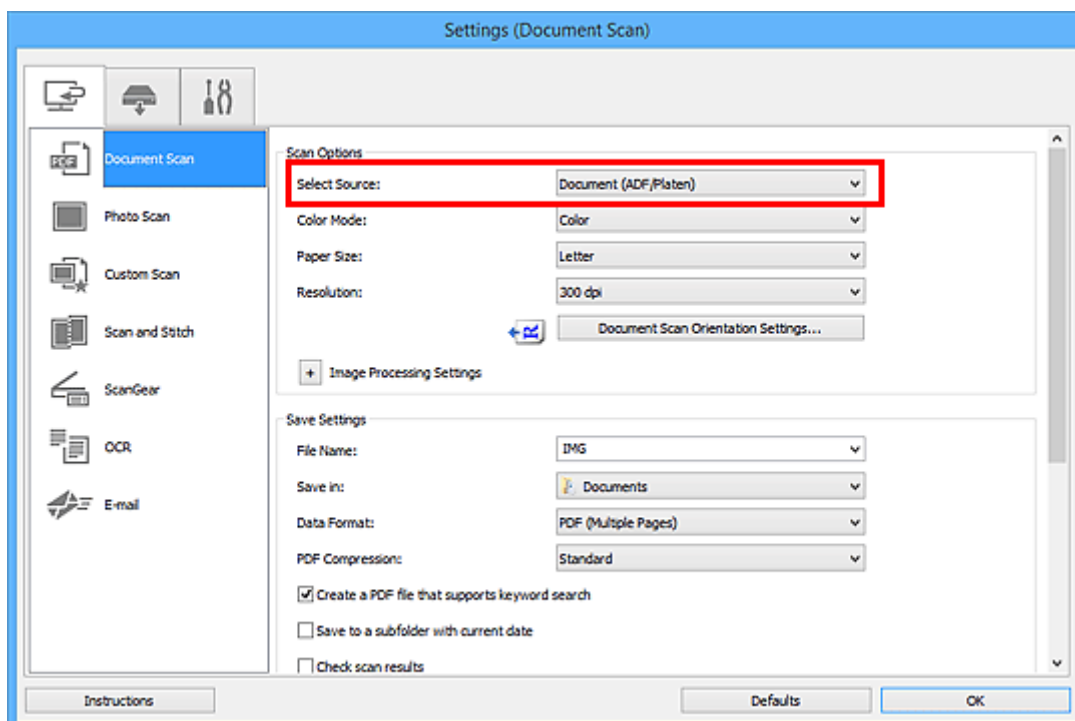 Settings (Document Scan)
PDF
Document Scan
Photo Scan
Custom Scan
Scan and Stitch
ScanGear
OCR
E-mail
Scan Options
Select Source: Document (ADF/Platen)
Color Mode: Color
Paper Size: Letter
Resolution: 300 dpi
R Document Scan Orientation Settings...
+ Image Processing Settings
Save Settings
File Name: IMG
Save in: Documents
Data Format: PDF (Multiple Pages)
PDF Compression: Standard
Create a PDF file that supports keyword search
Save to a subfolder with current date
Check scan results
Instructions Defaults OK